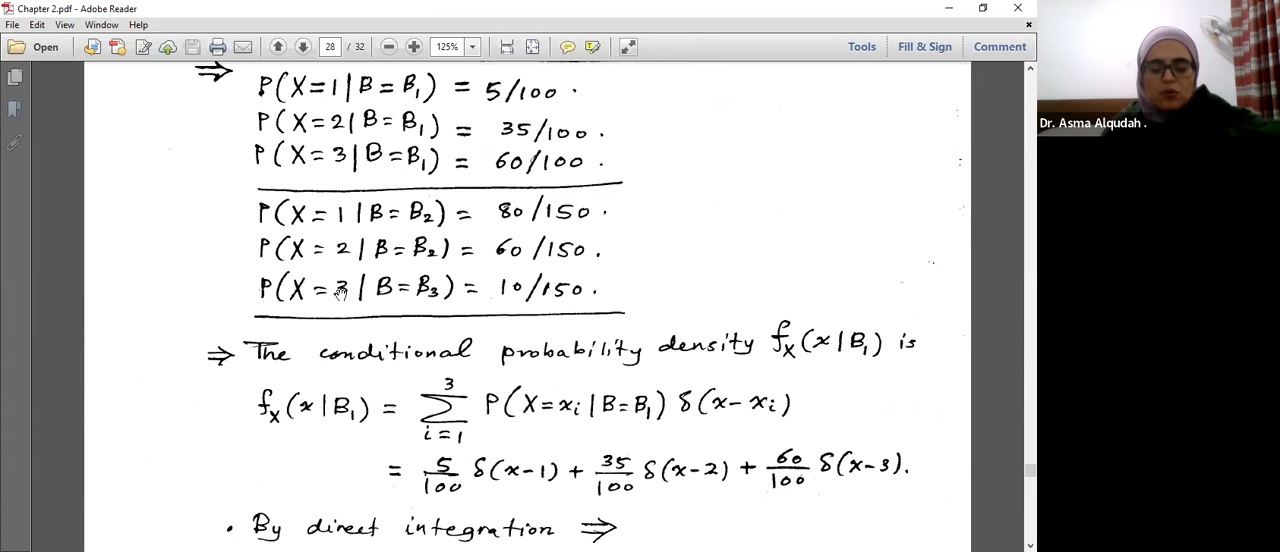 Chapter 2.pdf - Adobe Reader
File Edit View Window Help
Open 28 / 32 125% Tools Fill & Sign Comment
⇒ P(X=1|B=B₁) = 5/100.
P(X=2|B=B₁) = 35/100.
P(X=3|B=B₁) = 60/100.
P(X=1|B=B₂) = 80/150.
P(X=2|B=B₂) = 60/150.
P(X=3|B=B₃) = 10/150.
⇒ The conditional probability density fₓ(x|B₁) is
fₓ(x|B₁) = ∑ᵢ₌₁³ P(X=xᵢ|B=B₁) δ(x-xᵢ)
= 5/100 δ(x-1) + 35/100 δ(x-2) + 60/100 δ(x-3).
• By direct integration ⇒
Dr. Asma Alqudah .